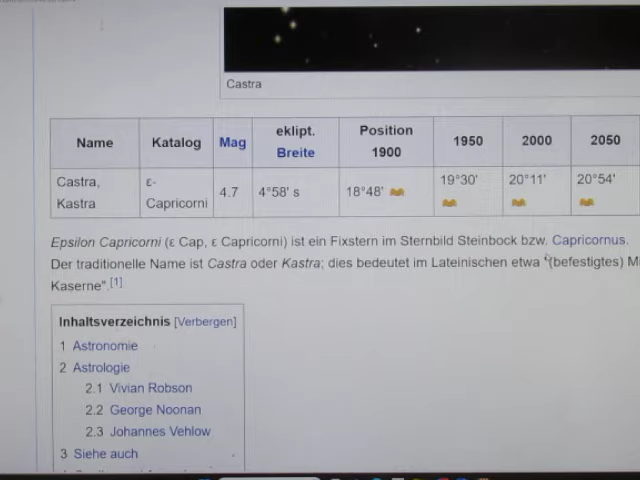 Castra
Name Katalog Mag eklipt. Breite Position 1900 1950 2000 2050
Castra, Kastra ε-Capricorni 4.7 4°58' s 18°48' 19°30' 20°11' 20°54'
Epsilon Capricorni (ε Cap, ε Capricorni) ist ein Fixstern im Sternbild Steinbock bzw. Capricornus.
Der traditionelle Name ist Castra oder Kastra; dies bedeutet im Lateinischen etwa "(befestigtes)
Kaserne".[1]
Inhaltsverzeichnis [Verbergen]
1 Astronomie
2 Astrologie
2.1 Vivian Robson
2.2 George Noonan
2.3 Johannes Vehlow
3 Siehe auch